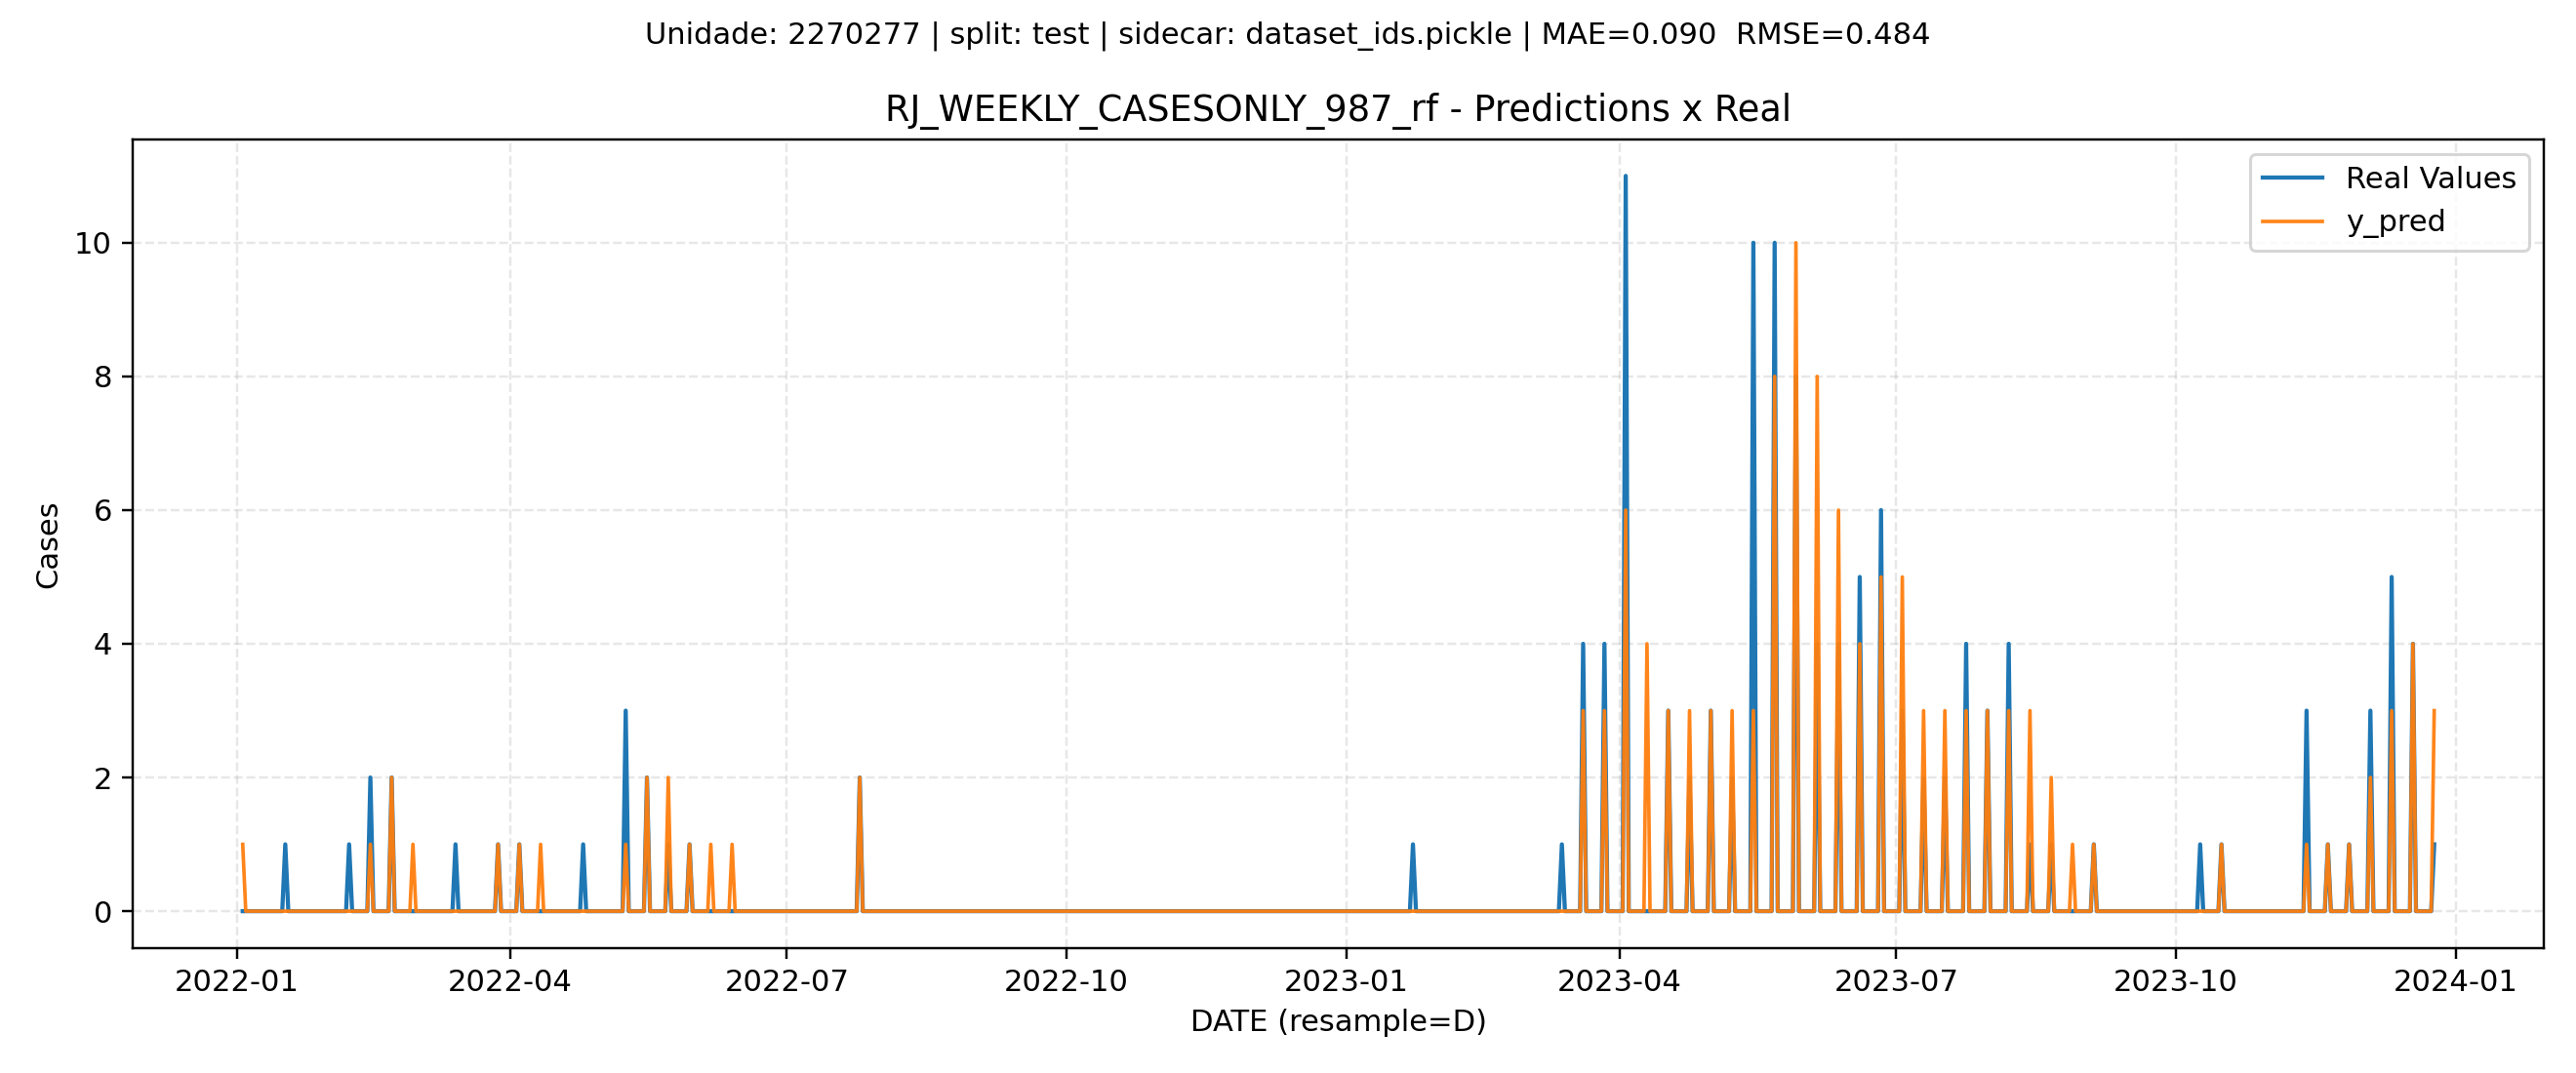 Unidade: 2270277 | split: test | sidecar: dataset_ids.pickle | MAE=0.090  RMSE=0.484
RJ_WEEKLY_CASESONLY_987_rf - Predictions x Real
Real Values
y_pred
10
8
6
4
2
0
Cases
2022-01
2022-04
2022-07
2022-10
2023-01
2023-04
2023-07
2023-10
2024-01
DATE (resample=D)